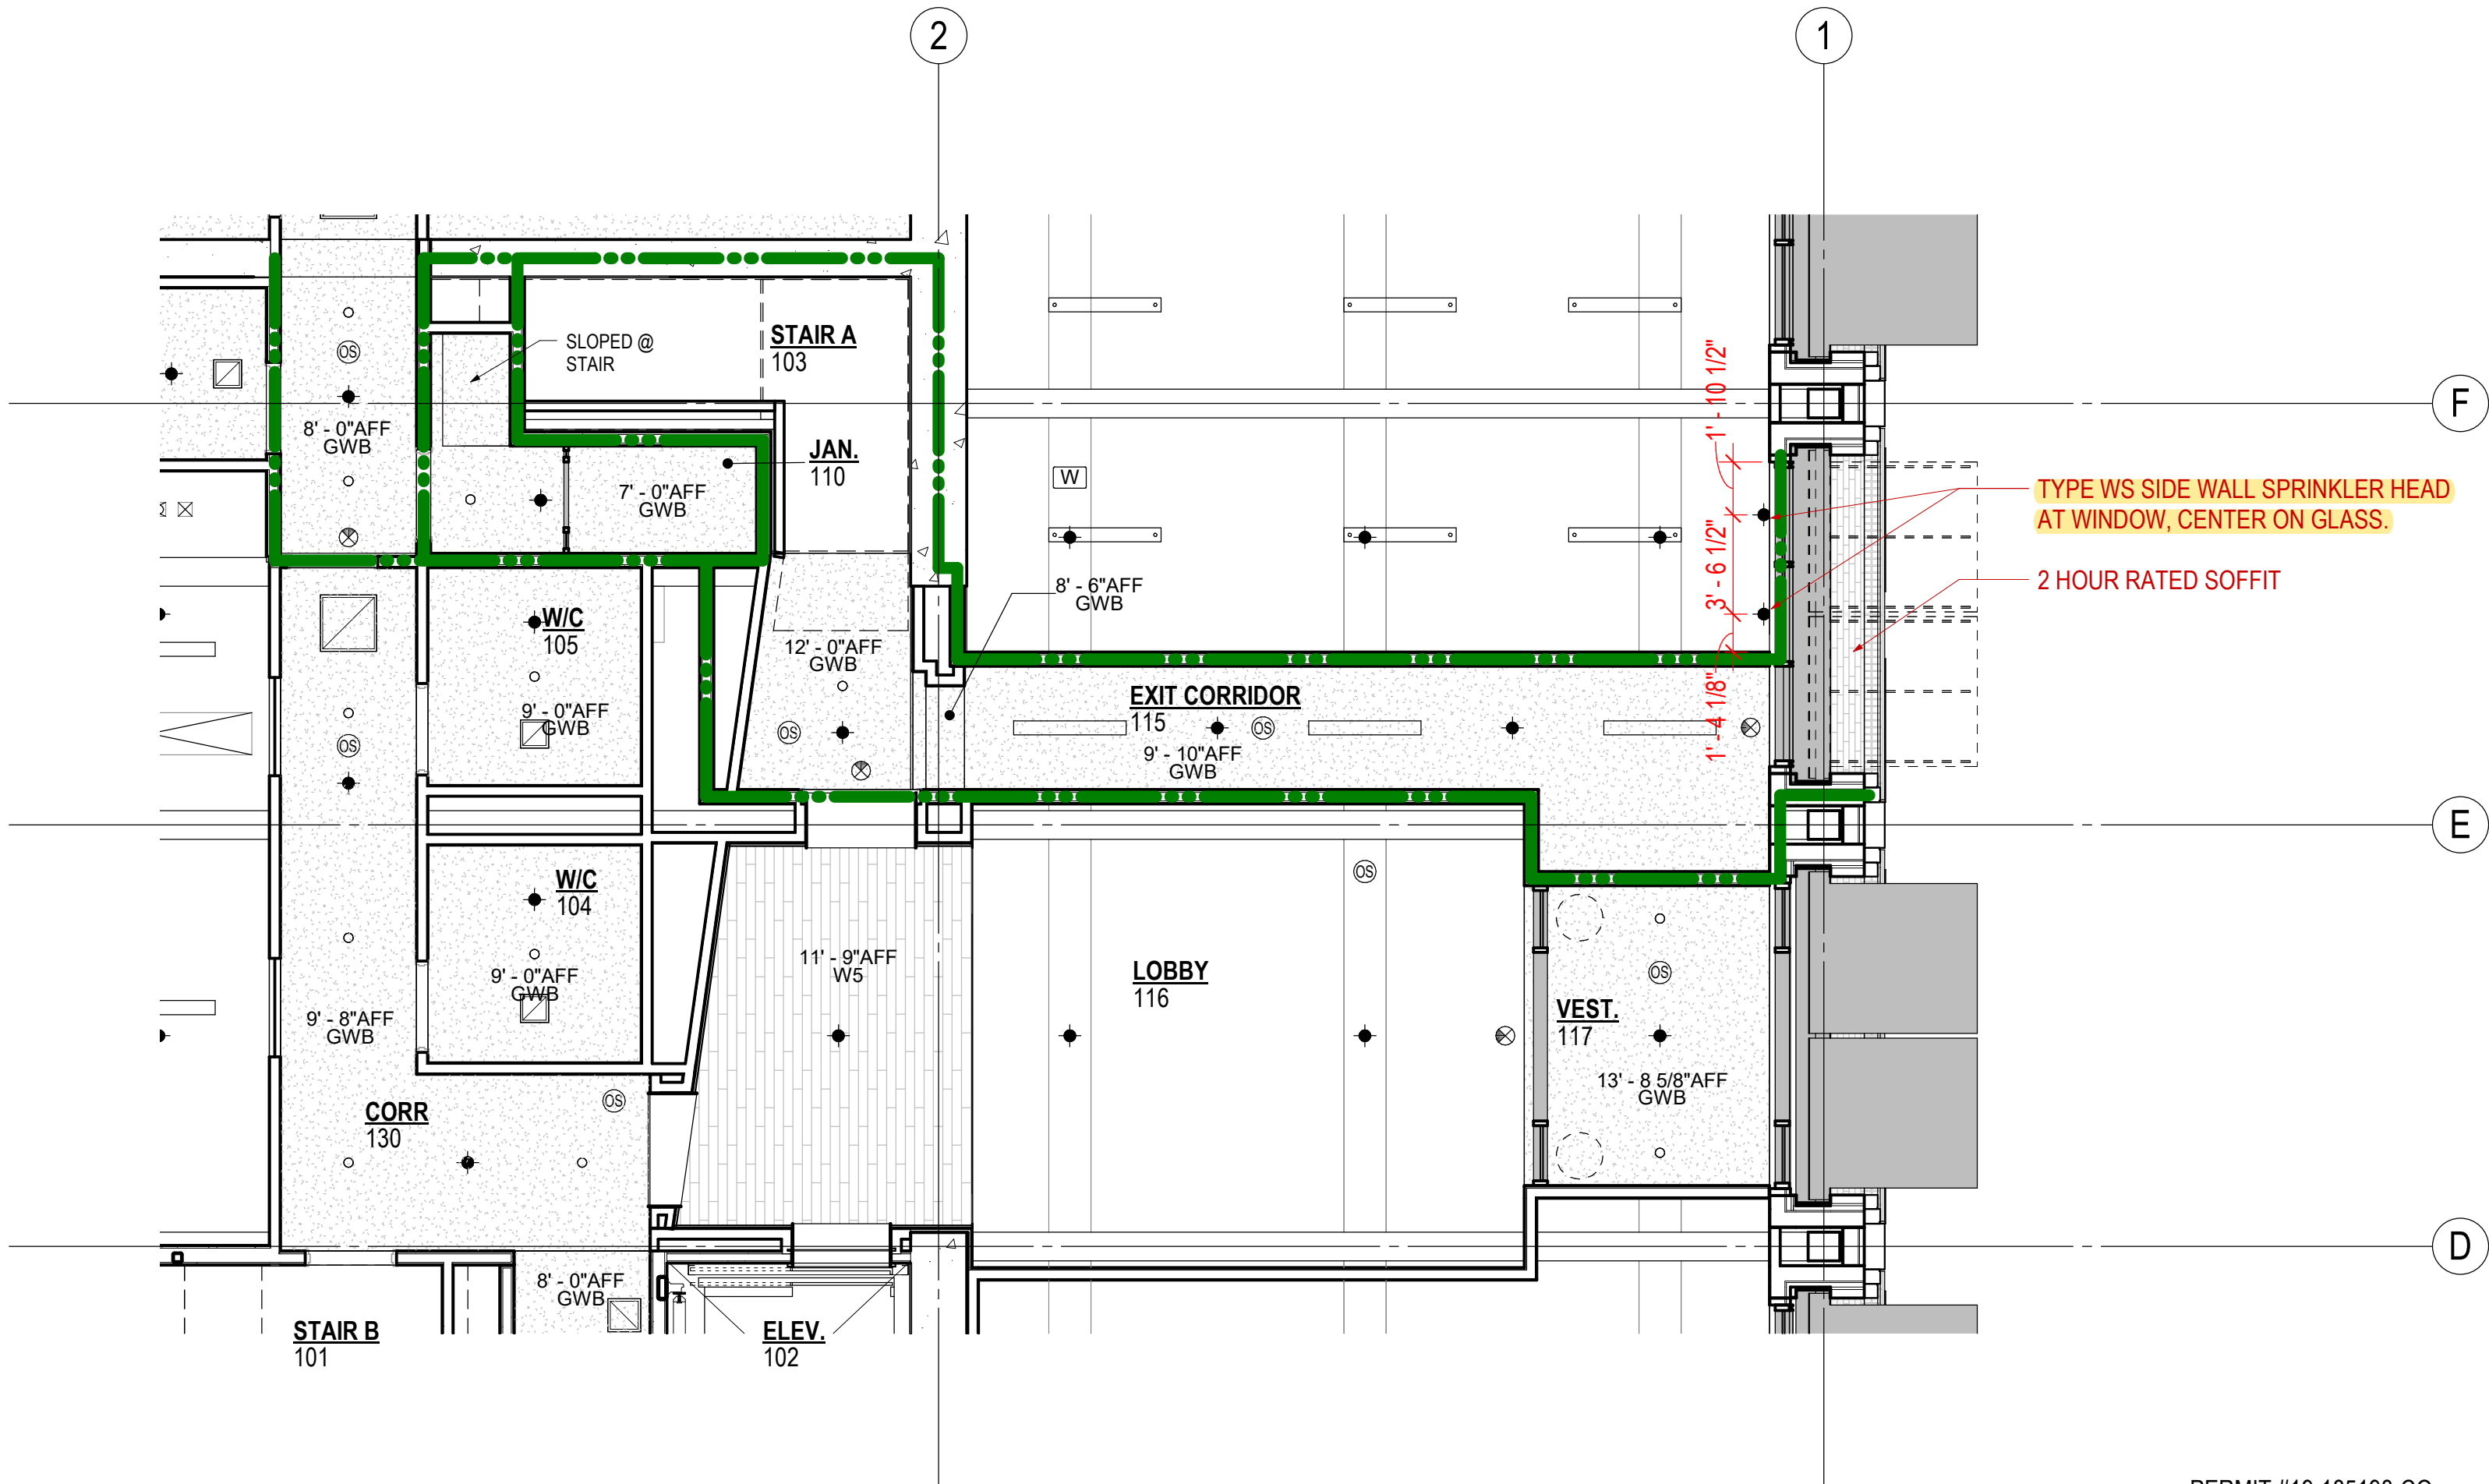 2
1
STAIR A
103
SLOPED @
STAIR
1' - 10 1/2"
F
OS
8' - 0"AFF
GWB
JAN.
110
W
7' - 0"AFF
GWB
TYPE WS SIDE WALL SPRINKLER HEAD
AT WINDOW, CENTER ON GLASS.
3' - 6 1/2"
2 HOUR RATED SOFFIT
8' - 6"AFF
GWB
W/C
105
12' - 0"AFF
GWB
EXIT CORRIDOR
115
1' - 4 1/8"
9' - 0"AFF
GWB
OS
OS
OS
9' - 10"AFF
GWB
E
OS
W/C
104
11' - 9"AFF
W5
LOBBY
116
OS
9' - 0"AFF
GWB
VEST.
117
9' - 8"AFF
GWB
13' - 8 5/8"AFF
GWB
OS
CORR
130
D
8' - 0"AFF
GWB
STAIR B
101
ELEV.
102